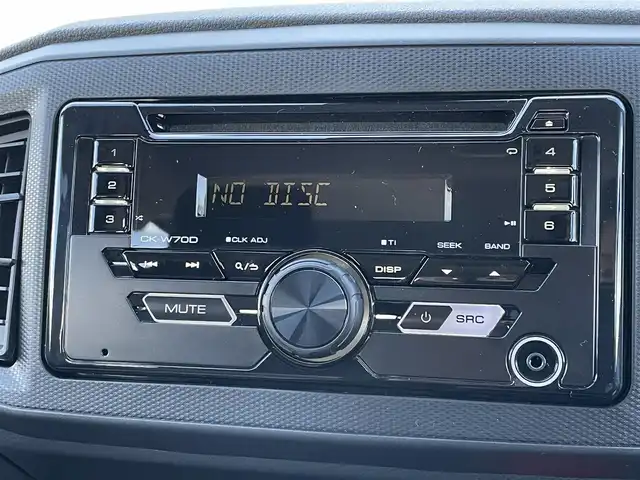 1
2
3
4
5
6
NO DISC
CK-W70D
CLK ADJ
TI
SEEK
BAND
DISP
MUTE
SRC